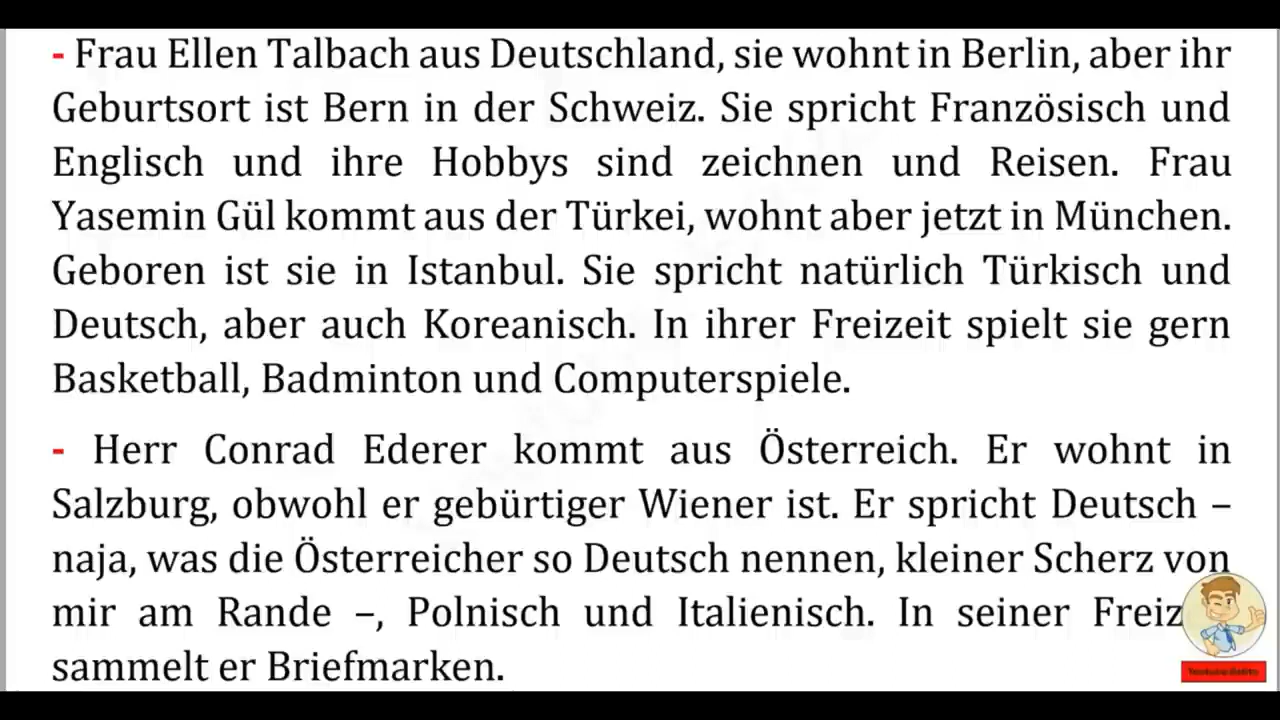 - Frau Ellen Talbach aus Deutschland, sie wohnt in Berlin, aber ihr
Geburtsort ist Bern in der Schweiz. Sie spricht Französisch und
Englisch und ihre Hobbys sind zeichnen und Reisen. Frau
Yasemin Gül kommt aus der Türkei, wohnt aber jetzt in München.
Geboren ist sie in Istanbul. Sie spricht natürlich Türkisch und
Deutsch, aber auch Koreanisch. In ihrer Freizeit spielt sie gern
Basketball, Badminton und Computerspiele.
- Herr Conrad Ederer kommt aus Österreich. Er wohnt in
Salzburg, obwohl er gebürtiger Wiener ist. Er spricht Deutsch –
naja, was die Österreicher so Deutsch nennen, kleiner Scherz von
mir am Rande –, Polnisch und Italienisch. In seiner Freiz
sammelt er Briefmarken.